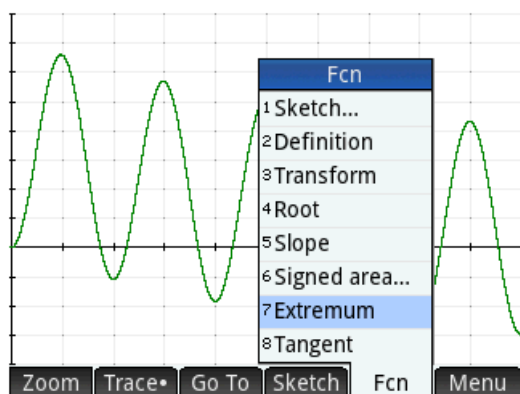 Fcn
1 Sketch...
2 Definition
3 Transform
4 Root
5 Slope
6 Signed area...
7 Extremum
8 Tangent
Zoom Trace• Go To Sketch Fcn Menu